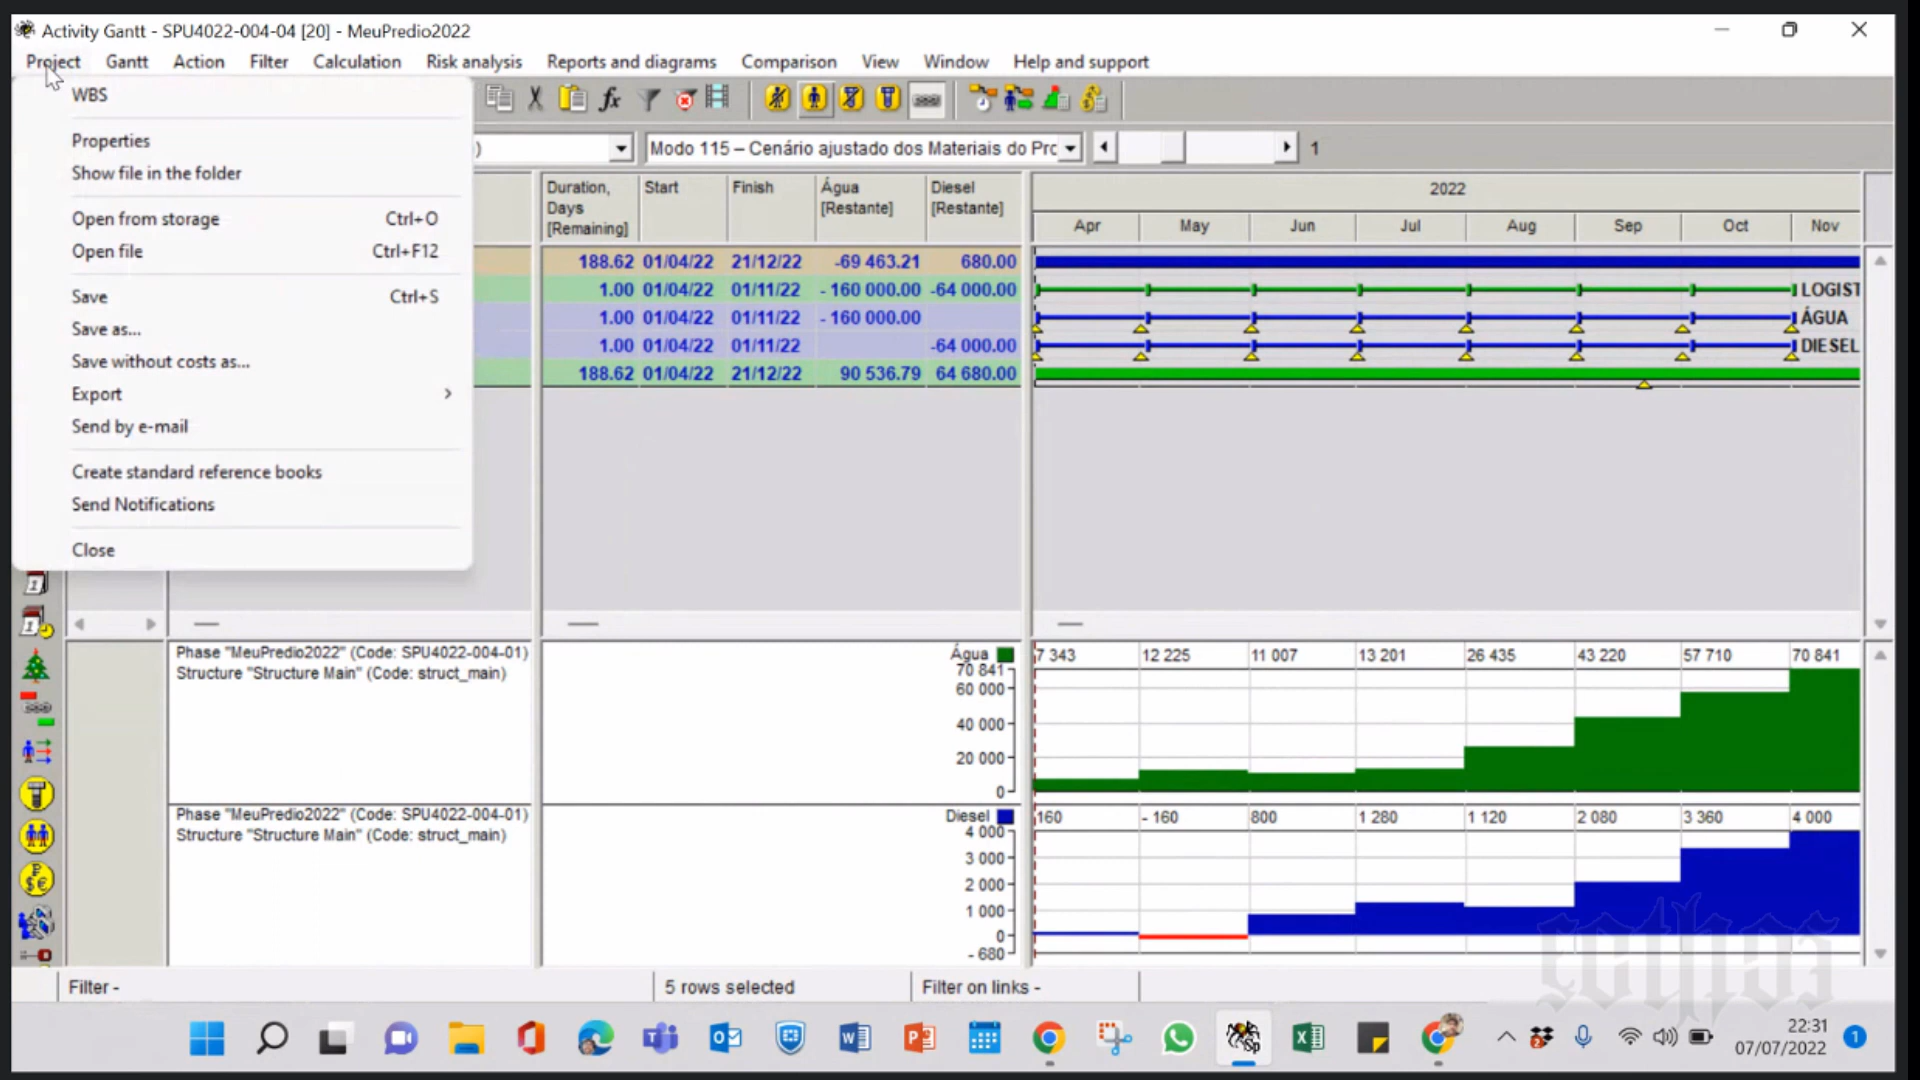 Activity Gantt - SPU4022-004-04 [20] - MeuPredio2022
Project Gantt Action Filter Calculation Risk analysis Reports and diagrams Comparison View Window Help and support
WBS
Properties
Show file in the folder
Open from storage Ctrl+O
Open file Ctrl+F12
Save Ctrl+S
Save as...
Save without costs as...
Export
Send by e-mail
Create standard reference books
Send Notifications
Close
) Modo 115 – Cenário ajustado dos Materiais do Prc 1
Duration, Days [Remaining] Start Finish Água [Restante] Diesel [Restante]
2022
Apr May Jun Jul Aug Sep Oct Nov
188.62 01/04/22 21/12/22 -69 463.21 680.00
1.00 01/04/22 01/11/22 - 160 000.00 -64 000.00 LOGIST
1.00 01/04/22 01/11/22 - 160 000.00 ÁGUA
1.00 01/04/22 01/11/22 -64 000.00 DIESEL
188.62 01/04/22 21/12/22 90 536.79 64 680.00
Phase "MeuPredio2022" (Code: SPU4022-004-01)
Structure "Structure Main" (Code: struct_main)
Água
70 841
60 000
40 000
20 000
0
7 343 12 225 11 007 13 201 26 435 43 220 57 710 70 841
Phase "MeuPredio2022" (Code: SPU4022-004-01)
Structure "Structure Main" (Code: struct_main)
Diesel
4 000
3 000
2 000
1 000
0
- 680
160 - 160 800 1 280 1 120 2 080 3 360 4 000
Filter - 5 rows selected Filter on links -
22:31
07/07/2022
1